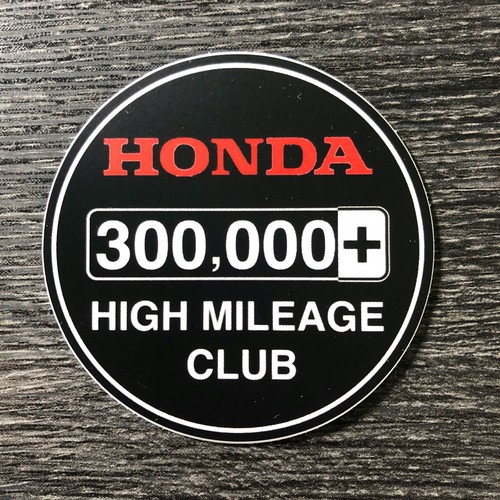 HONDA
300,000+
HIGH MILEAGE
CLUB